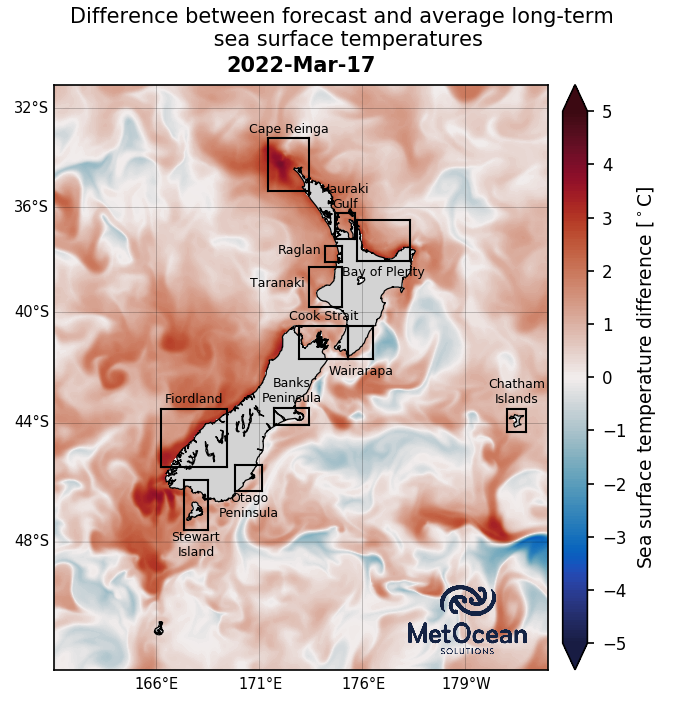 Difference between forecast and average long-term
sea surface temperatures
2022-Mar-17
32°S
36°S
40°S
44°S
48°S
166°E
171°E
176°E
179°W
Cape Reinga
Hauraki
Gulf
Raglan
Bay of Plenty
Taranaki
Cook Strait
Wairarapa
Banks
Peninsula
Fiordland
Chatham
Islands
Otago
Peninsula
Stewart
Island
MetOcean
SOLUTIONS
5
4
3
2
1
0
−1
−2
−3
−4
−5
Sea surface temperature difference [°C]